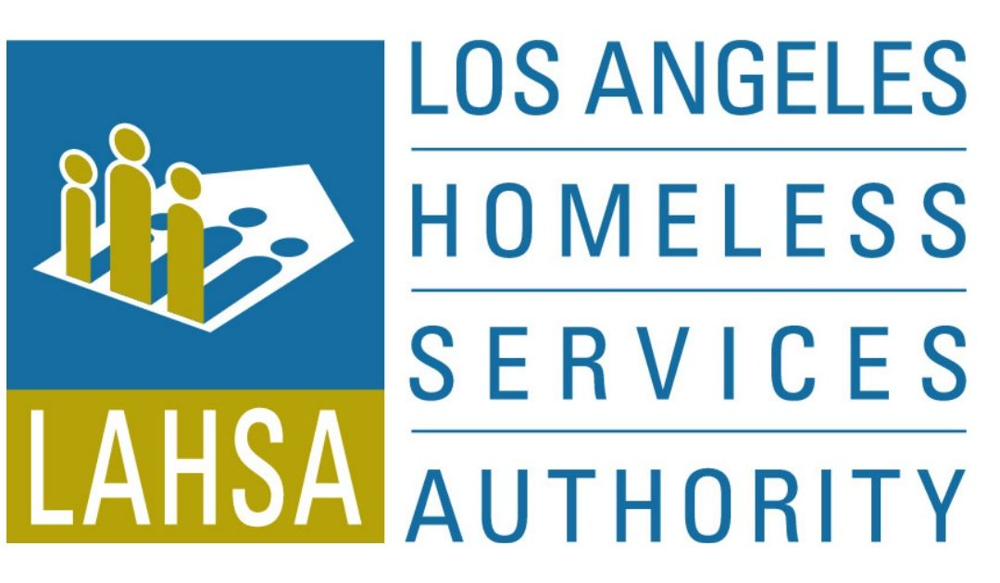 LAHSA
LOS ANGELES
HOMELESS
SERVICES
AUTHORITY